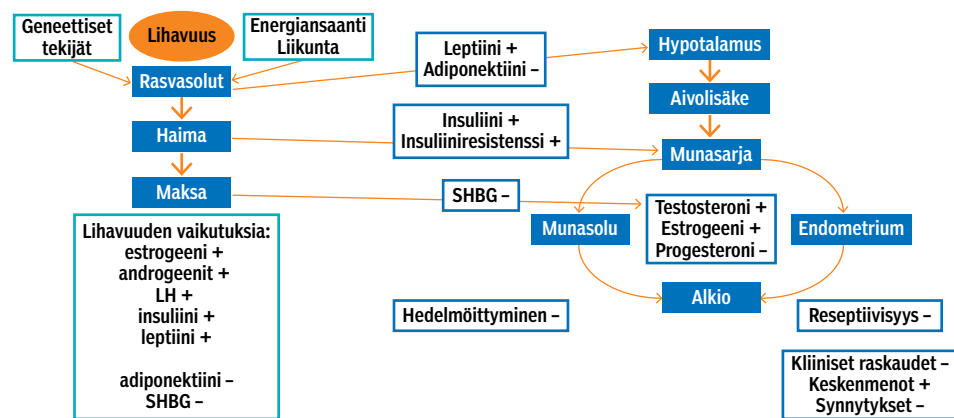 Geneettiset
tekijät
Lihavuus
Energiansaanti
Liikunta
Rasvasolut
Haima
Maksa
Lihavuuden vaikutuksia:
estrogeeni +
androgeenit +
LH +
insuliini +
leptiini +
adiponektiini –
SHBG –
Leptiini +
Adiponektiini –
Insuliini +
Insuliiniresistenssi +
SHBG –
Hypotalamus
Aivolisäke
Munasarja
Munasolu
Testosteroni +
Estrogeeni +
Progesteroni –
Endometrium
Alkio
Hedelmöittyminen –
Reseptiivisyys –
Kliiniset raskaudet –
Keskenmenot +
Synnytykset –